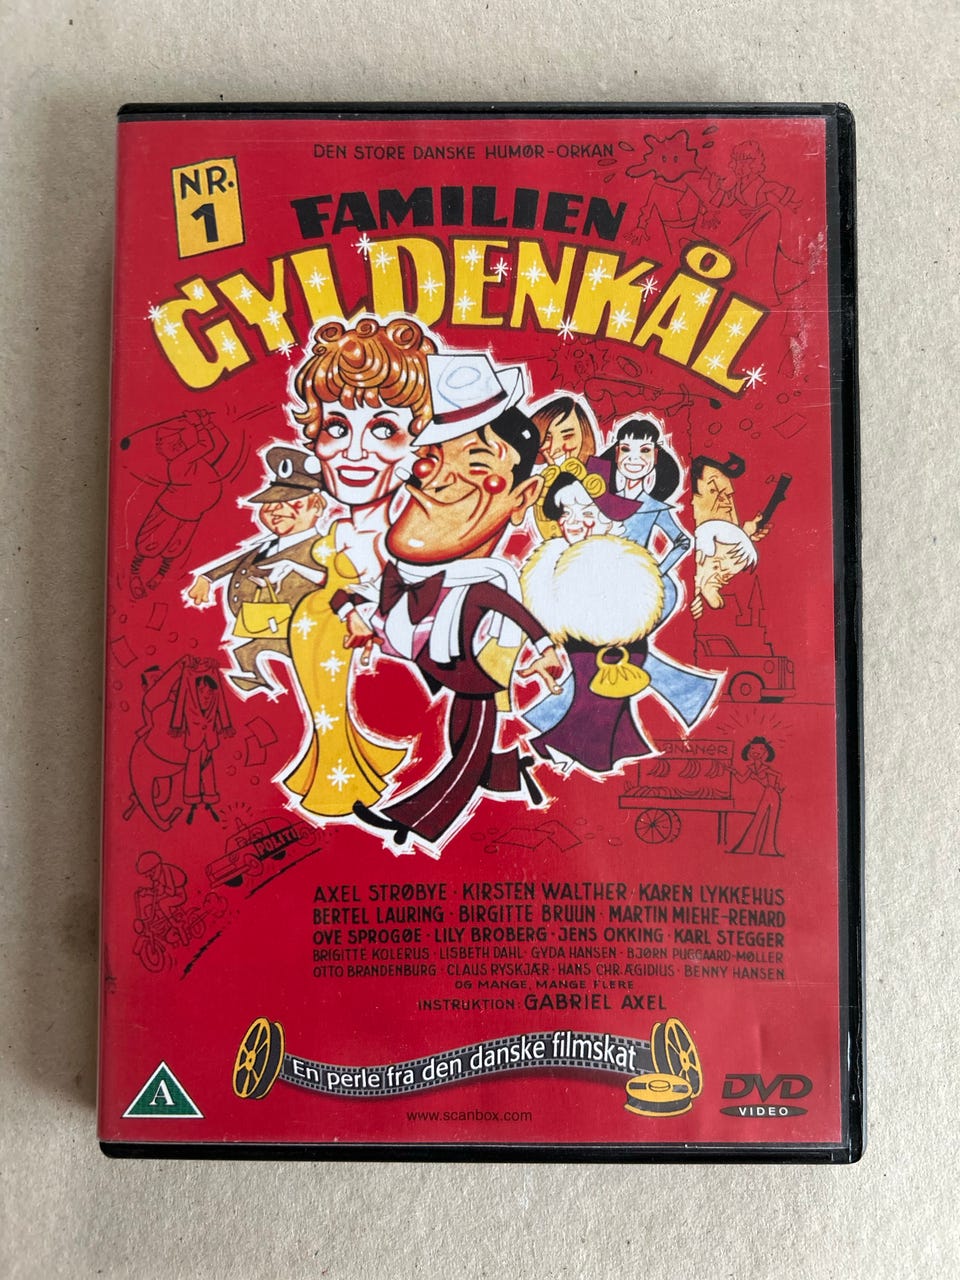 DEN STORE DANSKE HUMØR-ORKAN
NR.
1
FAMILIEN
GYLDENKÅL
BANANER
POLITI
AXEL STRØBYE · KIRSTEN WALTHER · KAREN LYKKEHUS
BERTEL LAURING · BIRGITTE BRUUN · MARTIN MIEHE-RENARD
OVE SPROGØE · LILY BROBERG · JENS OKKING · KARL STEGGER
BRIGITTE KOLERUS · LISBETH DAHL · GYDA HANSEN · BJØRN PUGGAARD-MØLLER
OTTO BRANDENBURG · CLAUS RYSKJÆR · HANS CHR. ÆGIDIUS · BENNY HANSEN
OG MANGE, MANGE FLERE
INSTRUKTION: GABRIEL AXEL
En perle fra den danske filmskat
A
www.scanbox.com
DVD
VIDEO